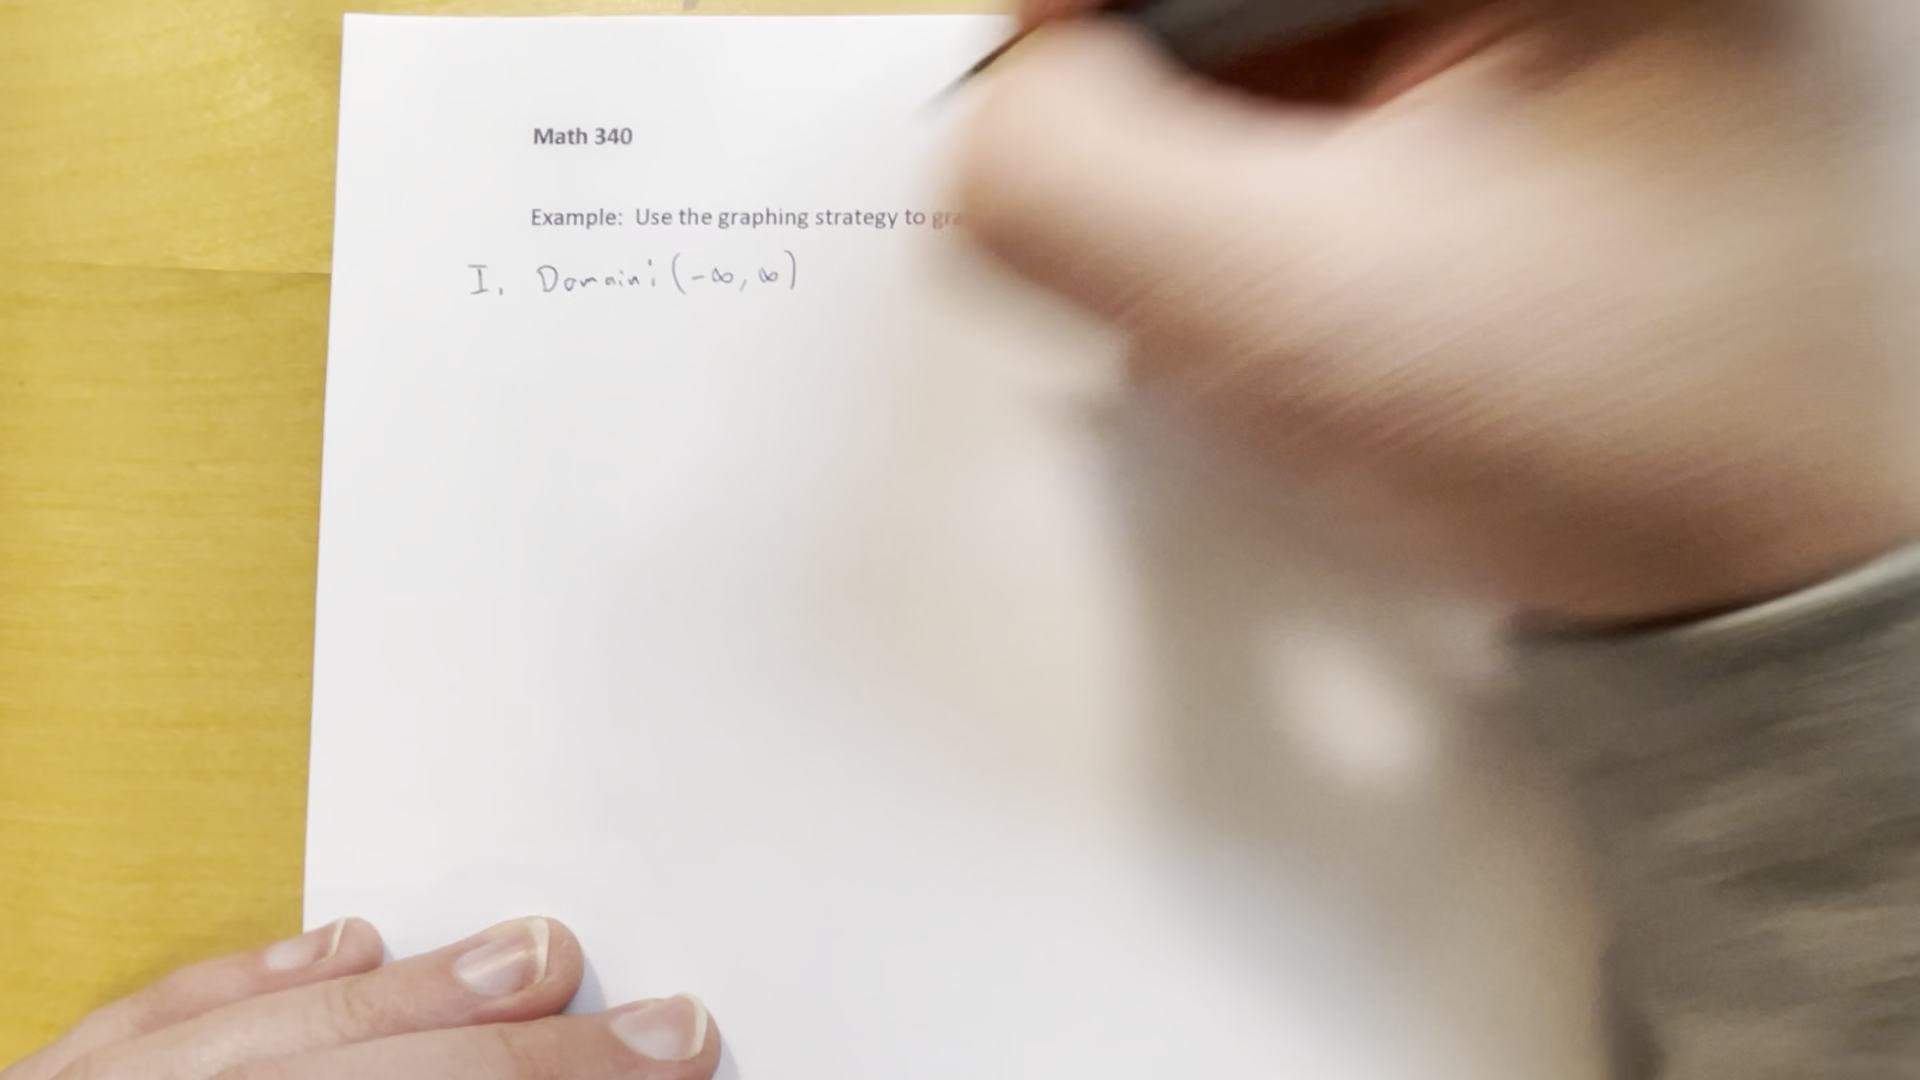 Math 340
Example: Use the graphing strategy to
I. Domain: (-∞, ∞)